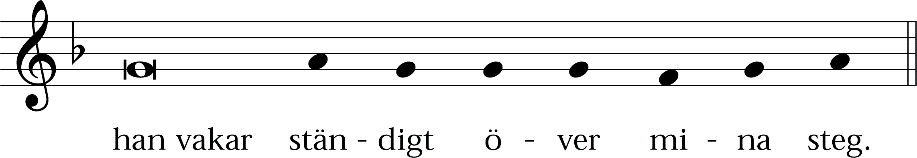 han vakar stän - digt ö - ver mi - na steg.